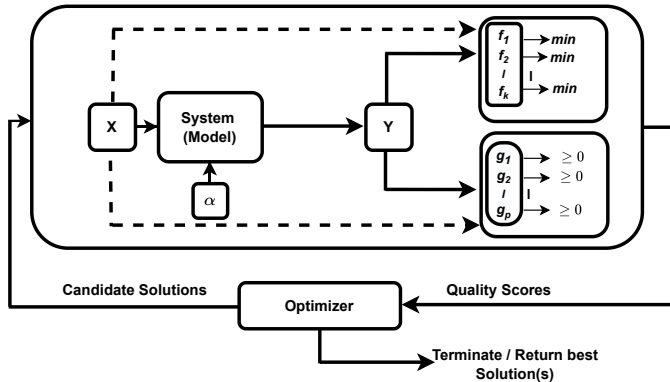 f1 min
f2 min
/ I
fk min
X
System
(Model)
Y
α
g1 ≥ 0
g2 ≥ 0
/ I
gp ≥ 0
Candidate Solutions
Optimizer
Quality Scores
Terminate / Return best
Solution(s)